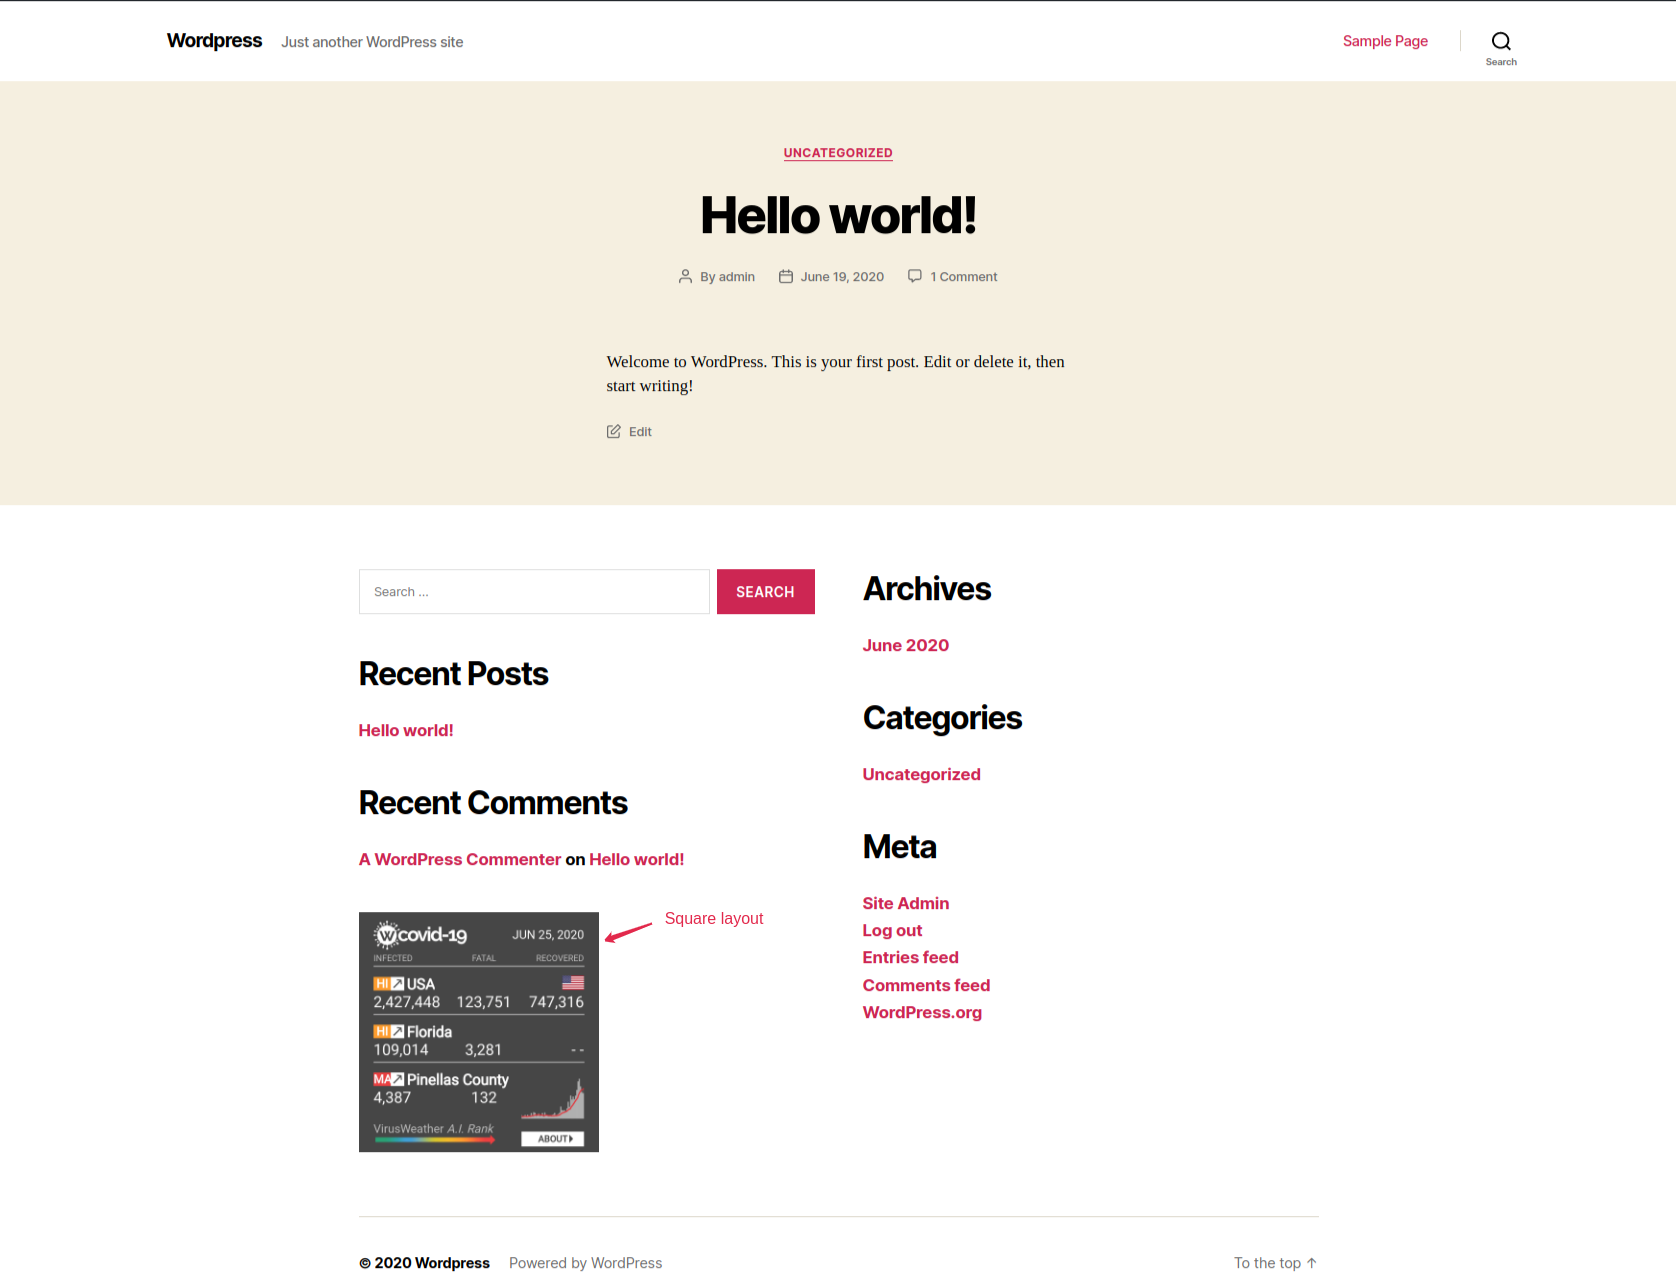 Wordpress Just another WordPress site
Sample Page
Search
UNCATEGORIZED
Hello world!
By admin June 19, 2020 1 Comment
Welcome to WordPress. This is your first post. Edit or delete it, then
start writing!
Edit
Search ...
SEARCH
Recent Posts
Hello world!
Recent Comments
A WordPress Commenter on Hello world!
Square layout
Wcovid-19 JUN 25, 2020
INFECTED FATAL RECOVERED
HI USA
2,427,448 123,751 747,316
HI Florida
109,014 3,281 - -
MA Pinellas County
4,387 132
VirusWeather A.I. Rank
ABOUT
Archives
June 2020
Categories
Uncategorized
Meta
Site Admin
Log out
Entries feed
Comments feed
WordPress.org
© 2020 Wordpress Powered by WordPress
To the top ↑